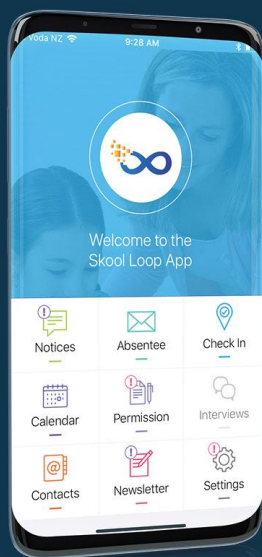 Voda NZ 9:28 AM
Welcome to the
Skool Loop App
Notices Absentee Check In
Calendar Permission Interviews
Contacts Newsletter Settings